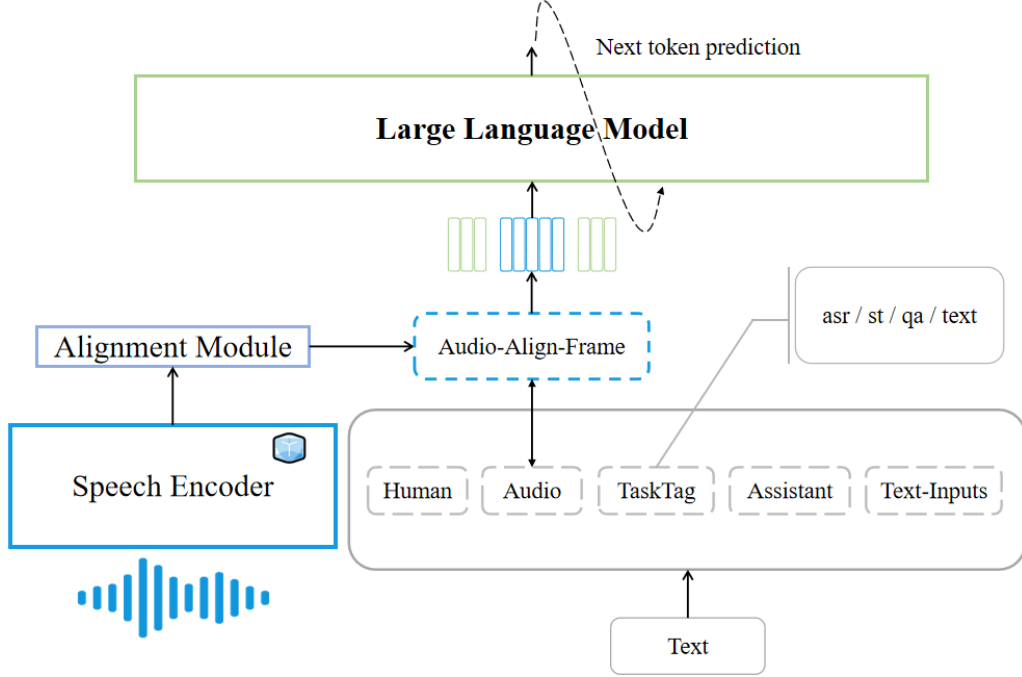 Next token prediction
Large Language Model
asr / st / qa / text
Alignment Module
Audio-Align-Frame
Speech Encoder
Human
Audio
TaskTag
Assistant
Text-Inputs
Text